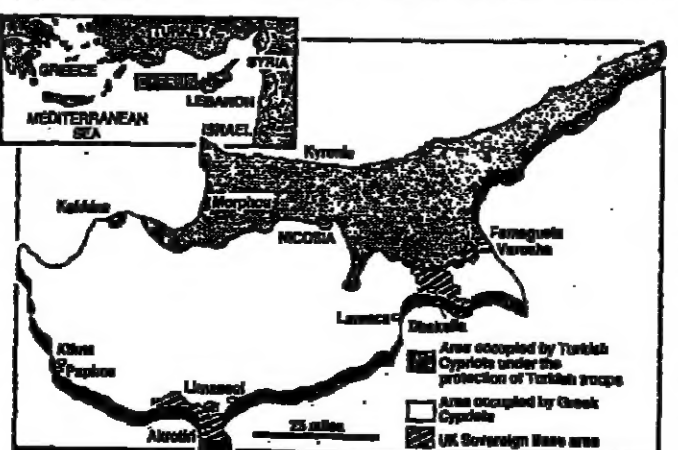 TURKEY
GREECE
SYRIA
CYPRUS
LEBANON
MEDITERRANEAN
SEA
ISRAEL
Kyrenia
Morphou
Kokkina
NICOSIA
Famagusta
Varosha
Larnaca
Dhekelia
Ktima
Paphos
Limassol
Akrotiri
25 miles
Area occupied by Turkish
Cypriots under the
protection of Turkish troops
Area occupied by Greek
Cypriots
UK Sovereign Base area